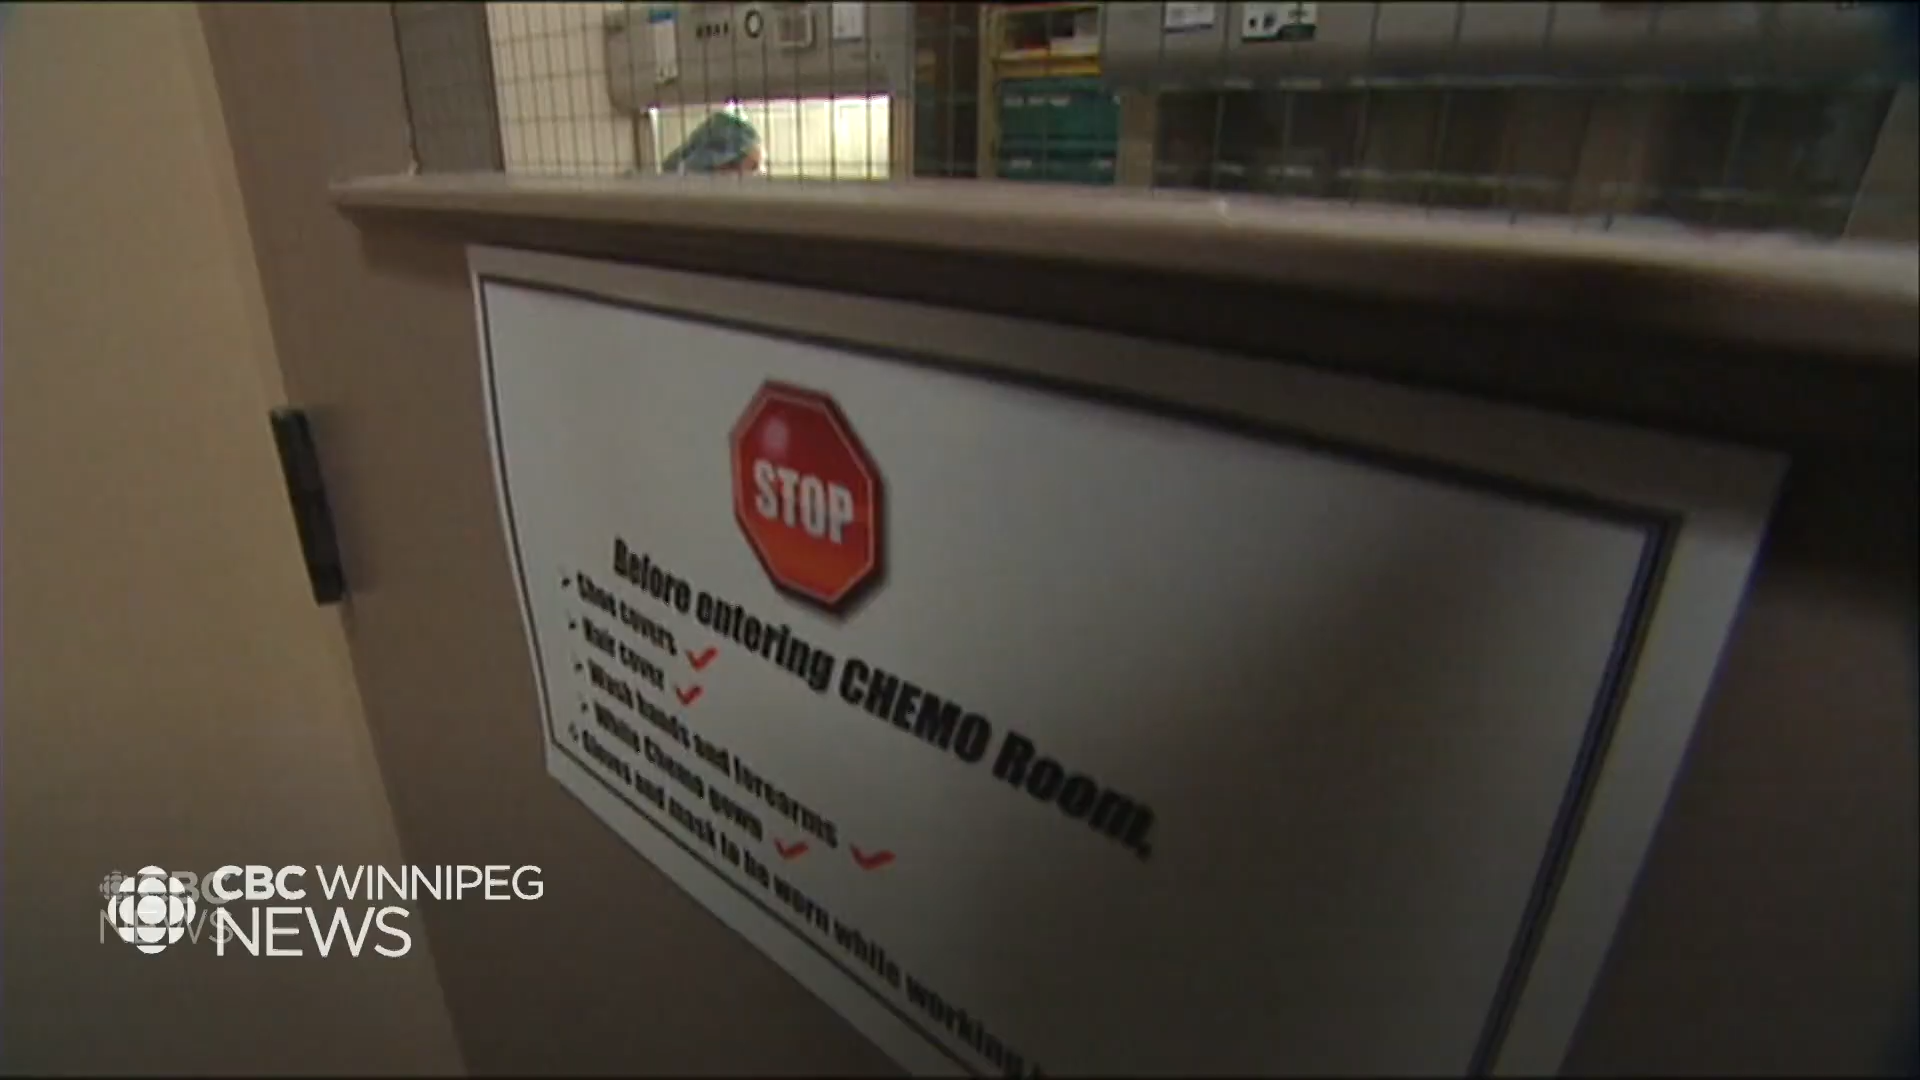 STOP
Before entering CHEMO Room,
Shoe covers
Hair cover
Wash hands and forearms
White Chemo gown
Gloves and mask to be worn while working
CBC WINNIPEG
NEWS